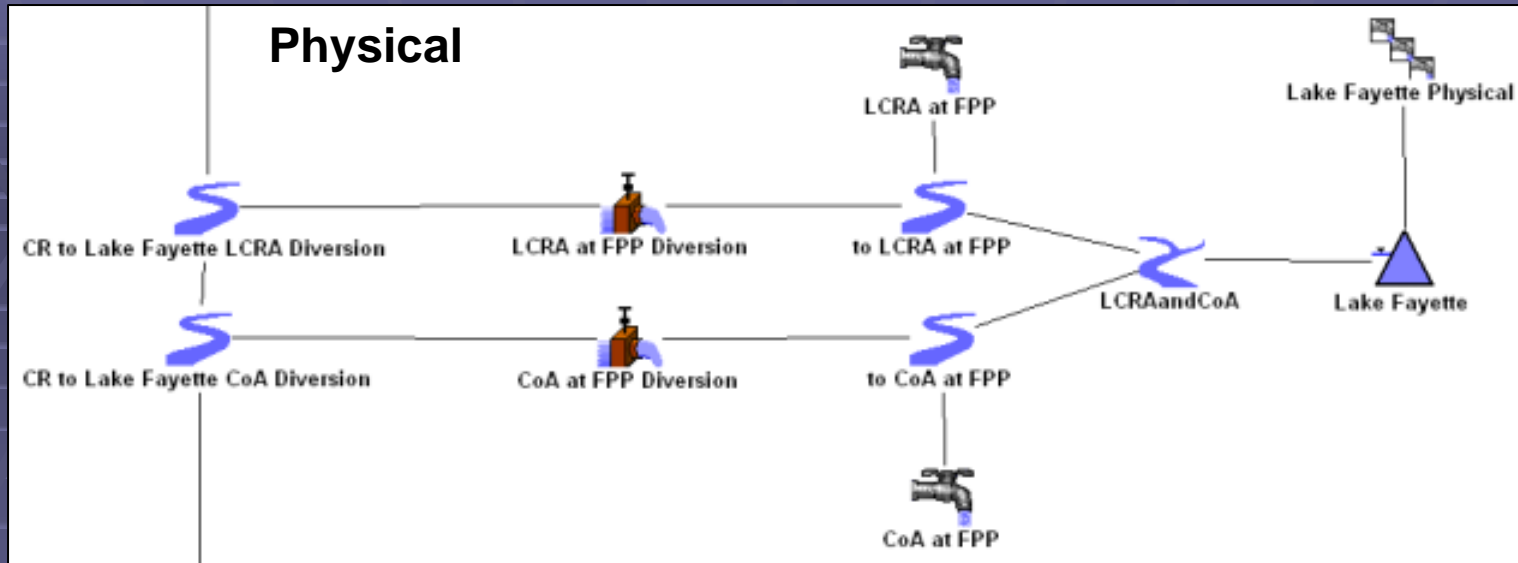 Physical
LCRA at FPP
Lake Fayette Physical
CR to Lake Fayette LCRA Diversion
LCRA at FPP Diversion
to LCRA at FPP
LCRAandCoA
Lake Fayette
CR to Lake Fayette CoA Diversion
CoA at FPP Diversion
to CoA at FPP
CoA at FPP